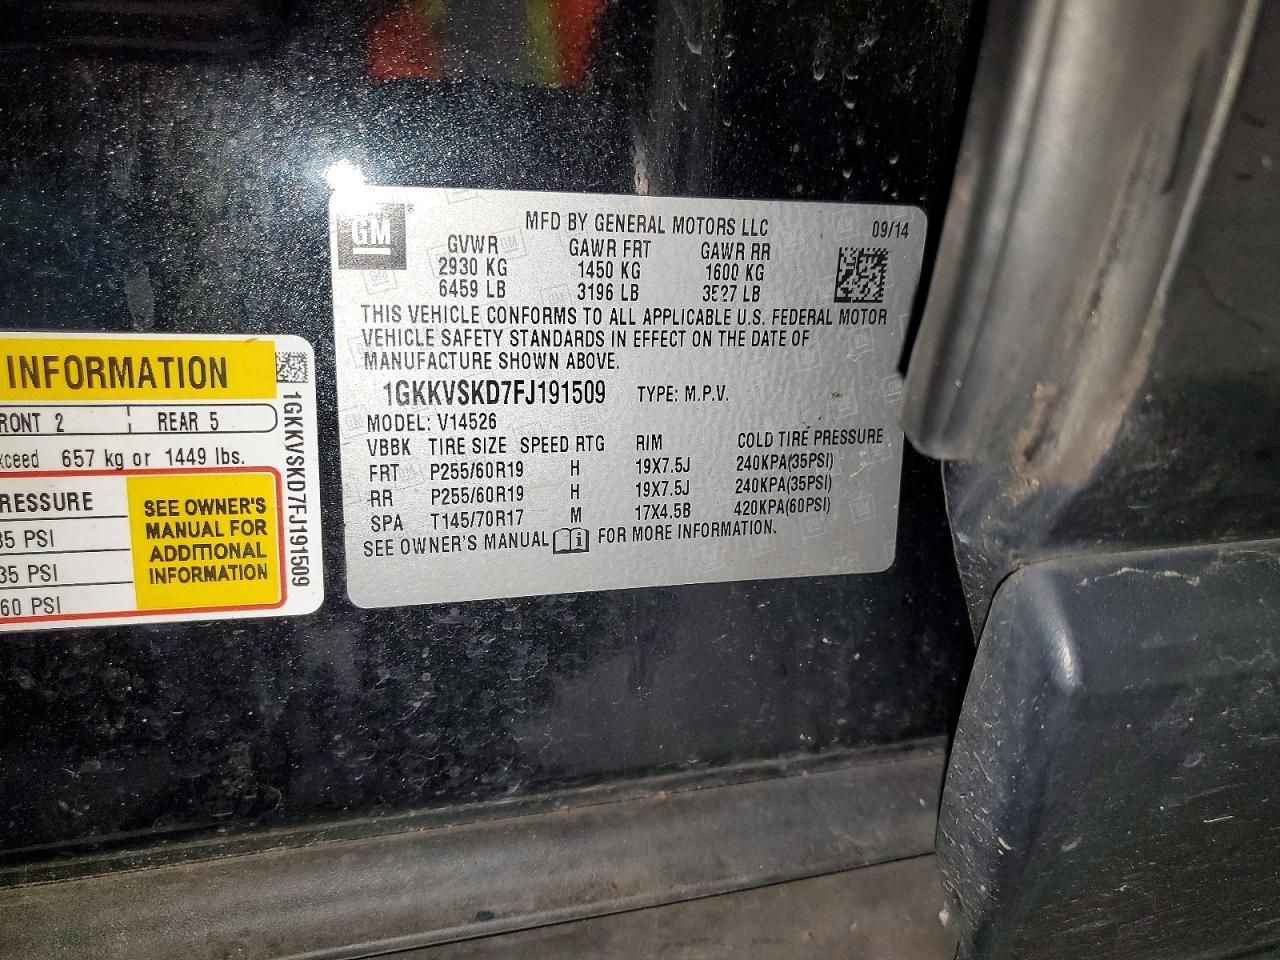 INFORMATION
RONT 2 REAR 5
xceed 657 kg or 1449 lbs.
RESSURE
35 PSI
35 PSI
60 PSI
SEE OWNER'S
MANUAL FOR
ADDITIONAL
INFORMATION
1GKKVSKD7FJ191509
GM
MFD BY GENERAL MOTORS LLC 09/14
GVWR GAWR FRT GAWR RR
2930 KG 1450 KG 1600 KG
6459 LB 3196 LB 3527 LB
THIS VEHICLE CONFORMS TO ALL APPLICABLE U.S. FEDERAL MOTOR
VEHICLE SAFETY STANDARDS IN EFFECT ON THE DATE OF
MANUFACTURE SHOWN ABOVE.
1GKKVSKD7FJ191509 TYPE: M.P.V.
MODEL: V14526
VBBK TIRE SIZE SPEED RTG RIM COLD TIRE PRESSURE
FRT P255/60R19 H 19X7.5J 240KPA(35PSI)
RR P255/60R19 H 19X7.5J 240KPA(35PSI)
SPA T145/70R17 M 17X4.5B 420KPA(60PSI)
SEE OWNER'S MANUAL FOR MORE INFORMATION.